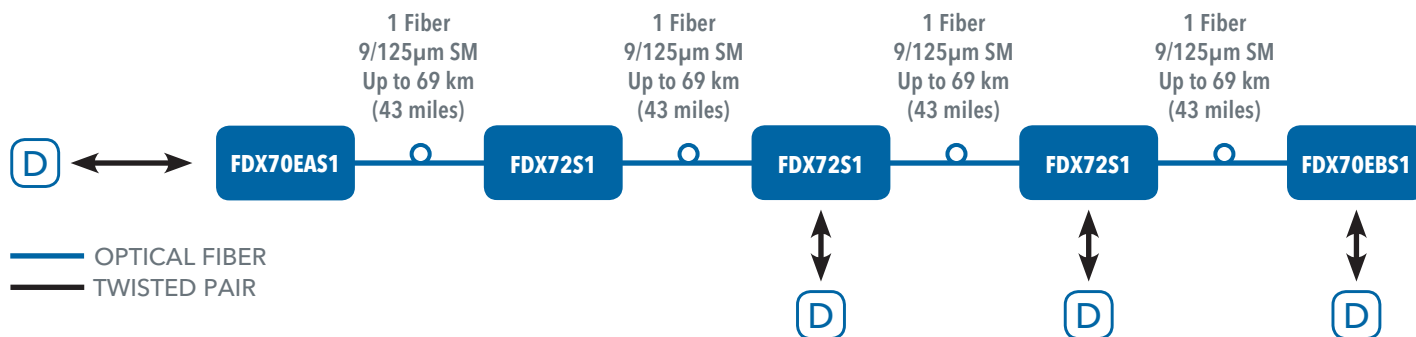 1 Fiber
9/125µm SM
Up to 69 km
(43 miles)
1 Fiber
9/125µm SM
Up to 69 km
(43 miles)
1 Fiber
9/125µm SM
Up to 69 km
(43 miles)
1 Fiber
9/125µm SM
Up to 69 km
(43 miles)
D
FDX70EAS1
FDX72S1
FDX72S1
FDX72S1
FDX70EBS1
OPTICAL FIBER
TWISTED PAIR
D
D
D